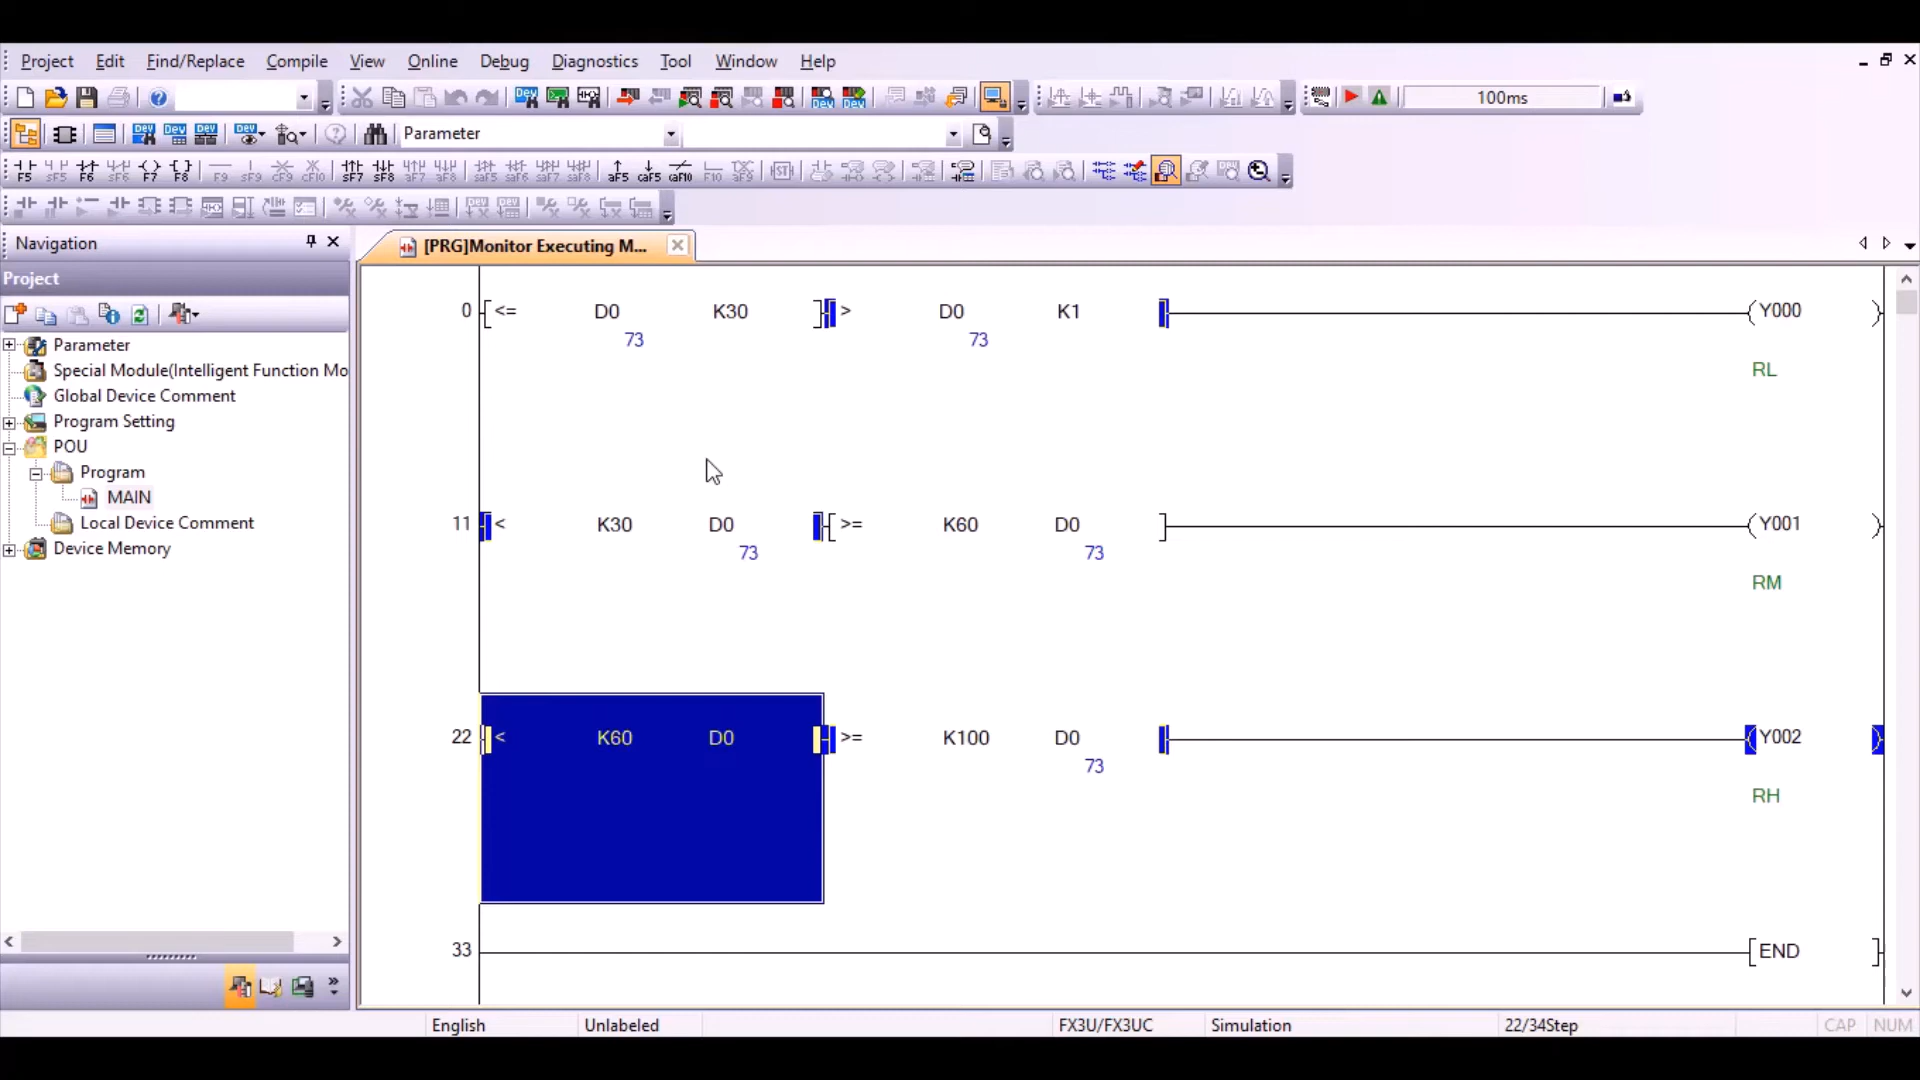 Project Edit Find/Replace Compile View Online Debug Diagnostics Tool Window Help
100ms
Parameter
Navigation
[PRG]Monitor Executing M...
Project
Parameter
Special Module(Intelligent Function Mo
Global Device Comment
Program Setting
POU
Program
MAIN
Local Device Comment
Device Memory
0 <= D0 K30 > D0 K1 Y000
73 73
RL
11 < K30 D0 >= K60 D0 Y001
73 73
RM
22 < K60 D0 >= K100 D0 Y002
73
RH
33 END
English Unlabeled FX3U/FX3UC Simulation 22/34Step CAP NUM